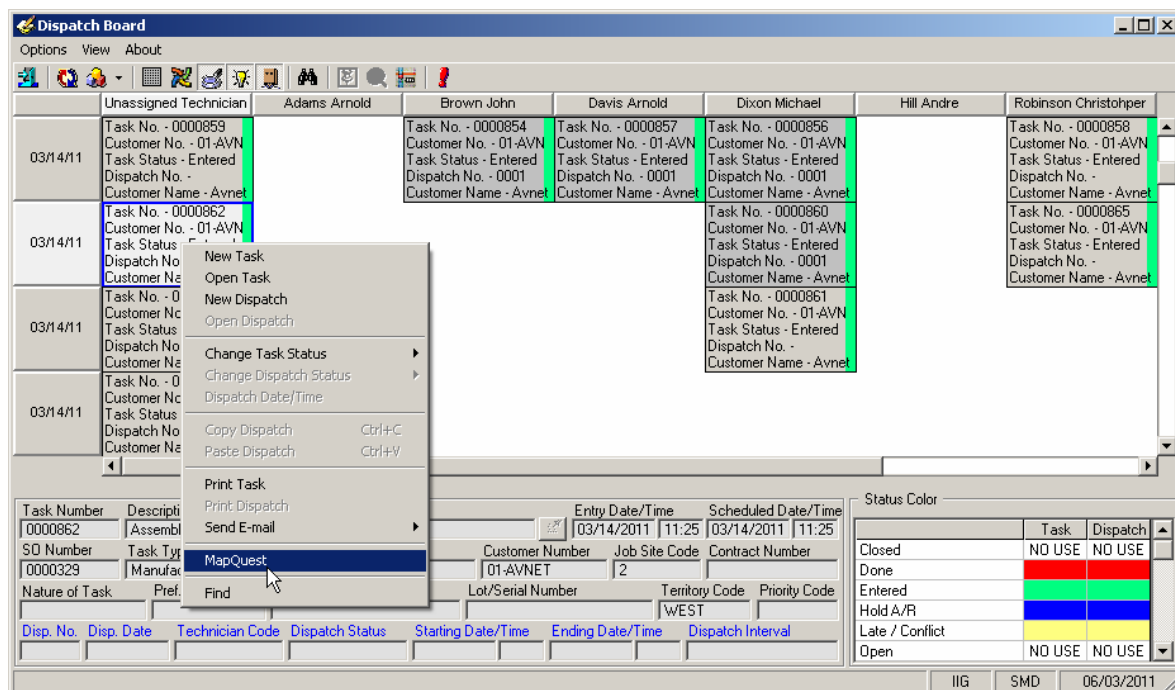 Dispatch Board
Options View About
Unassigned Technician Adams Arnold Brown John Davis Arnold Dixon Michael Hill Andre Robinson Christohper
03/14/11
Task No. - 0000859
Customer No. - 01-AVN
Task Status - Entered
Dispatch No. -
Customer Name - Avnet
Task No. - 0000854
Customer No. - 01-AVN
Task Status - Entered
Dispatch No. - 0001
Customer Name - Avnet
Task No. - 0000857
Customer No. - 01-AVN
Task Status - Entered
Dispatch No. - 0001
Customer Name - Avnet
Task No. - 0000856
Customer No. - 01-AVN
Task Status - Entered
Dispatch No. - 0001
Customer Name - Avnet
Task No. - 0000858
Customer No. - 01-AVN
Task Status - Entered
Dispatch No. -
Customer Name - Avnet
03/14/11
Task No. - 0000862
Customer No. - 01-AVN
Task Status
Dispatch No
Customer Na
Task No. - 0000860
Customer No. - 01-AVN
Task Status - Entered
Dispatch No. - 0001
Customer Name - Avnet
Task No. - 0000865
Customer No. - 01-AVN
Task Status - Entered
Dispatch No. -
Customer Name - Avnet
03/14/11
Task No. - 0
Customer No
Task Status
Dispatch No
Customer Na
Task No. - 0000861
Customer No. - 01-AVN
Task Status - Entered
Dispatch No. -
Customer Name - Avnet
03/14/11
Task No. - 0
Customer No
Task Status
Dispatch No
Customer Na
New Task
Open Task
New Dispatch
Open Dispatch
Change Task Status
Change Dispatch Status
Dispatch Date/Time
Copy Dispatch Ctrl+C
Paste Dispatch Ctrl+V
Print Task
Print Dispatch
Send E-mail
MapQuest
Find
Task Number Descripti Entry Date/Time Scheduled Date/Time
0000862 Assembl 03/14/2011 11:25 03/14/2011 11:25
SO Number Task Typ Customer Number Job Site Code Contract Number
0000329 Manufac 01-AVNET 2
Nature of Task Pref. Lot/Serial Number Territory Code Priority Code
WEST
Disp. No. Disp. Date Technician Code Dispatch Status Starting Date/Time Ending Date/Time Dispatch Interval
Status Color
Task Dispatch
Closed NO USE NO USE
Done
Entered
Hold A/R
Late / Conflict
Open NO USE NO USE
IIG SMD 06/03/2011